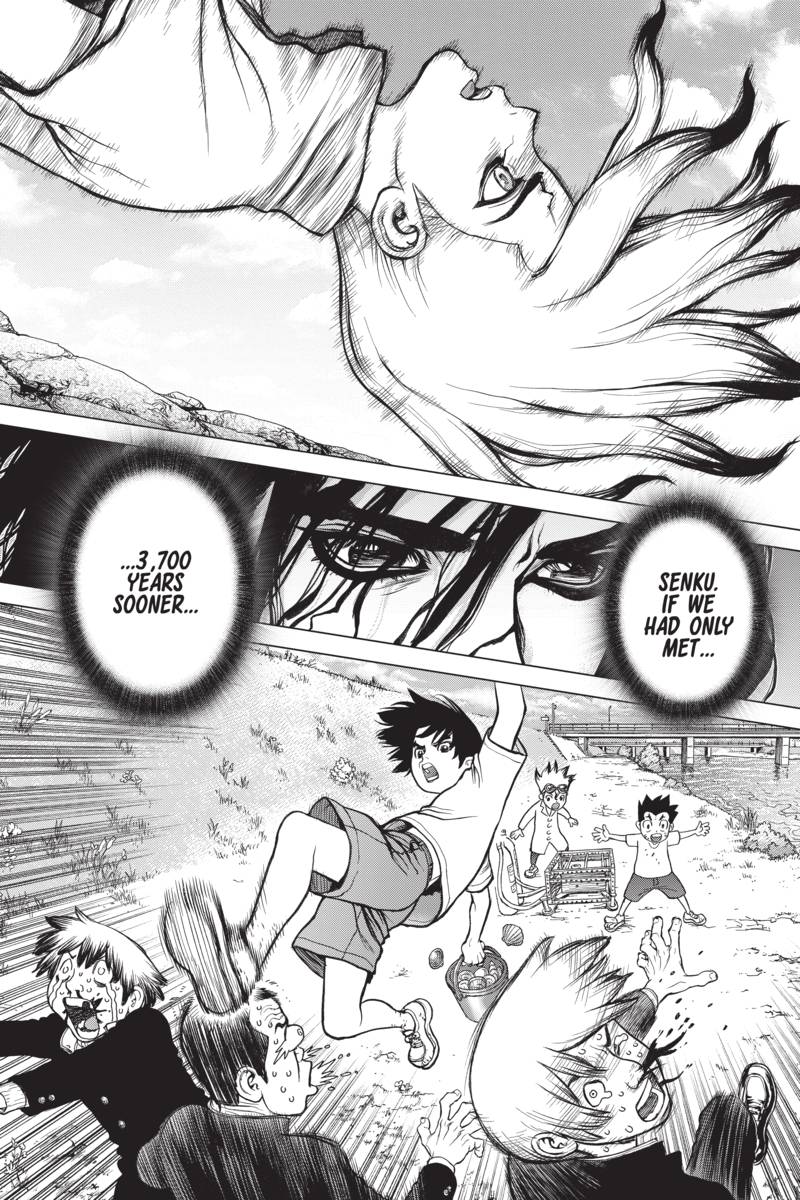 SENKU.
IF WE
HAD ONLY
MET...
...3,700
YEARS
SOONER...